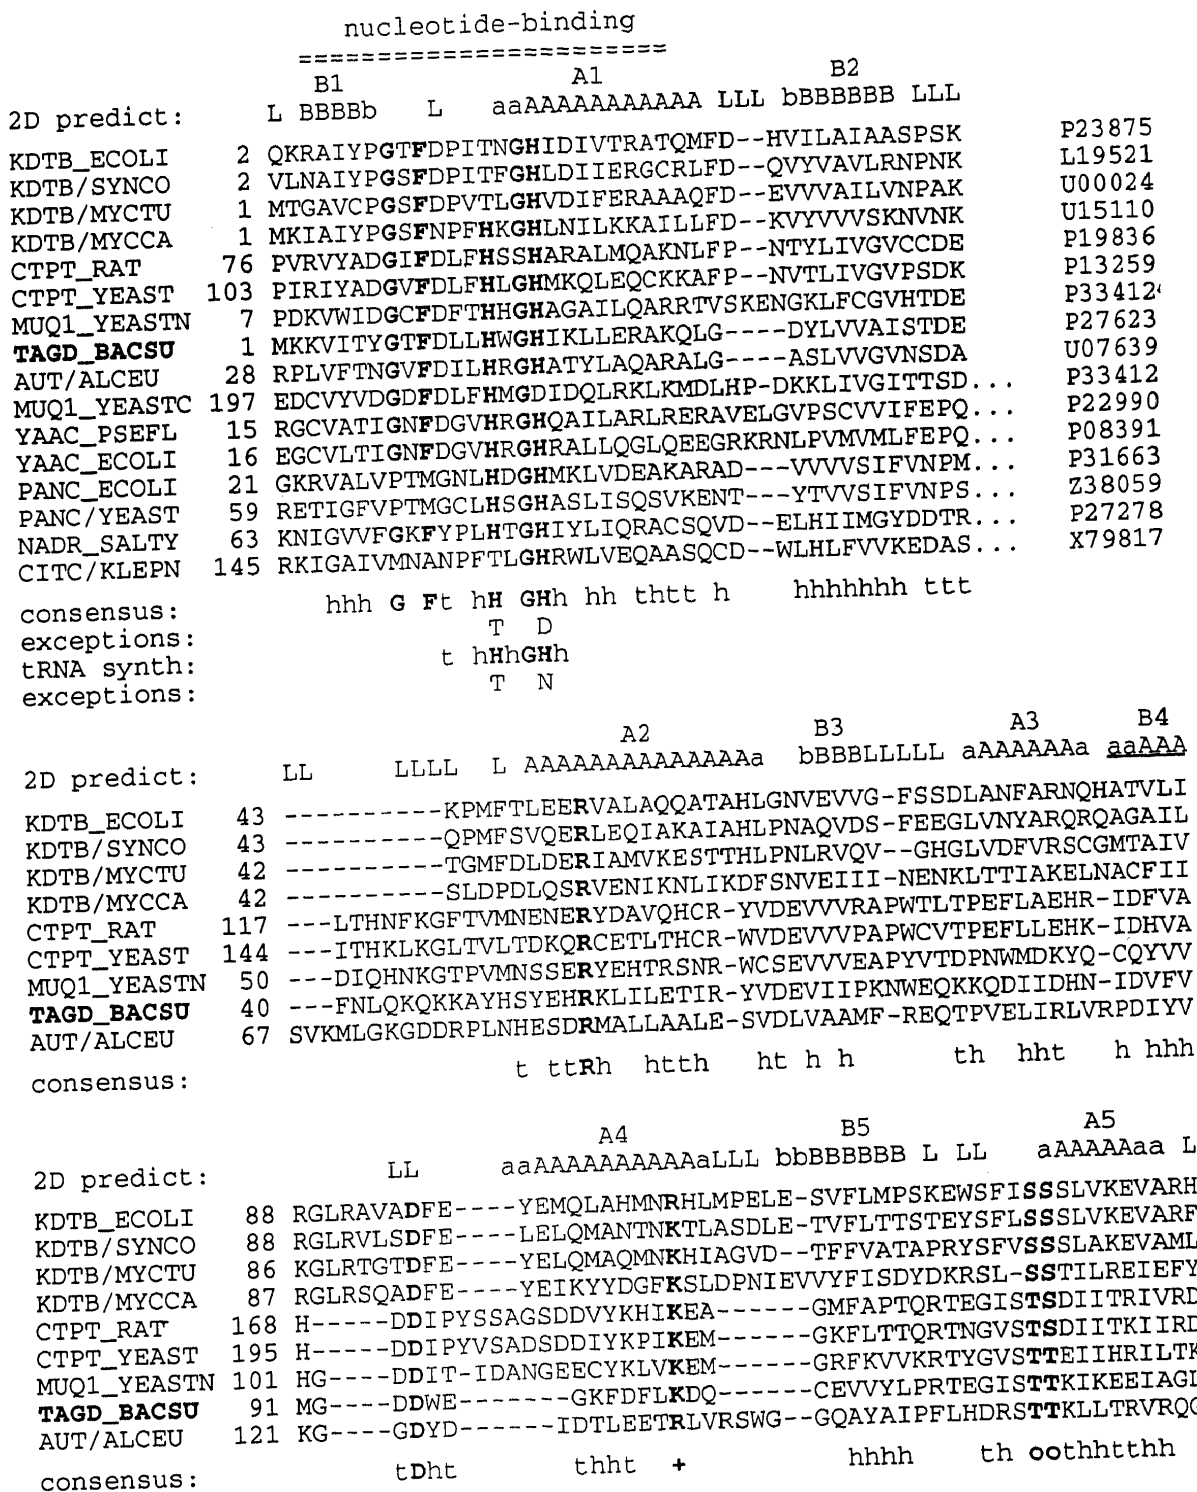 nucleotide-binding
=======================
B1 A1 B2
2D predict: L BBBBb L aaAAAAAAAAAAAA LLL bBBBBBB LLL
KDTB_ECOLI 2 QKRAIYPGTFDPITNGHIDIVTRATQMFD--HVILAIAASPSK P23875
KDTB/SYNCO 2 VLNAIYPGSFDPITFGHLDIIERGCRLFD--QVYVAVLRNPNK L19521
KDTB/MYCTU 1 MTGAVCPGSFDPVTLGHVDIFERAAAQFD--EVVVAILVNPAK U00024
KDTB/MYCCA 1 MKIAIYPGSFNPFHKGHLNILKKAILLFD--KVYVVVSKNVNK U15110
CTPT_RAT 76 PVRVYADGIFDLFHSSHARALMQAKNLFP--NTYLIVGVCCDE P19836
CTPT_YEAST 103 PIRIYADGVFDLFHLGHMKQLEQCKKAFP--NVTLIVGVPSDK P13259
MUQ1_YEASTN 7 PDKVWIDGCFDFTHHGHAGAILQARRTVSKENGKLFCGVHTDE P33412
TAGD_BACSU 1 MKKVITYGTFDLLHWGHIKLLERAKQLG----DYLVVAISTDE P27623
AUT/ALCEU 28 RPLVFTNGVFDILHRGHATYLAQARALG----ASLVVGVNSDA U07639
MUQ1_YEASTC 197 EDCVYVDGDFDLFHMGDIDQLRKLKMDLHP-DKKLIVGITTSD... P33412
YAAC_PSEFL 15 RGCVATIGNFDGVHRGHQAILARLRERAVELGVPSCVVIFEPQ... P22990
YAAC_ECOLI 16 EGCVLTIGNFDGVHRGHRALLQGLQEEGRKRNLPVMVMLFEPQ... P08391
PANC_ECOLI 21 GKRVALVPTMGNLHDGHMKLVDEAKARAD---VVVVSIFVNPM... P31663
PANC/YEAST 59 RETIGFVPTMGCLHSGHASLISQSVKENT---YTVVSIFVNPS... Z38059
NADR_SALTY 63 KNIGVVFGKFYPLHTGHIYLIQRACSQVD--ELHIIMGYDDTR... P27278
CITC/KLEPN 145 RKIGAIVMNANPFTLGHRWLVEQAASQCD--WLHLFVVKEDAS... X79817
consensus: hhh G Ft hH GHh hh thtt h hhhhhhh ttt
exceptions: T D
tRNA synth: t hHhGHh
exceptions: T N
A2 B3 A3 B4
2D predict: LL LLLL L AAAAAAAAAAAAAAa bBBBLLLLL aAAAAAAa aaAAA
KDTB_ECOLI 43 ----------KPMFTLEERVALAQQATAHLGNVEVVG-FSSDLANFARNQHATVLI
KDTB/SYNCO 43 ----------QPMFSVQERLEQIAKAIAHLPNAQVDS-FEEGLVNYARQRQAGAIL
KDTB/MYCTU 42 ----------TGMFDLDERIAMVKESTTHLPNLRVQV--GHGLVDFVRSCGMTAIV
KDTB/MYCCA 42 ----------SLDPDLQSRVENIKNLIKDFSNVEIII-NENKLTTIAKELNACFII
CTPT_RAT 117 ---LTHNFKGFTVMNENERYDAVQHCR-YVDEVVVRAPWTLTPEFLAEHR-IDFVA
CTPT_YEAST 144 ---ITHKLKGLTVLTDKQRCETLTHCR-WVDEVVVPAPWCVTPEFLLEHK-IDHVA
MUQ1_YEASTN 50 ---DIQHNKGTPVMNSSERYEHTRSNR-WCSEVVVEAPYVTDPNWMDKYQ-CQYVV
TAGD_BACSU 40 ---FNLQKQKKAYHSYEHRKLILETIR-YVDEVIIPKNWEQKKQDIIDHN-IDVFV
AUT/ALCEU 67 SVKMLGKGDDRPLNHESDRMALLAALE-SVDLVAAMF-REQTPVELIRLVRPDIYV
consensus: t ttRh htth ht h h th hht h hhh
A4 B5 A5
2D predict: LL aaAAAAAAAAAAAaLLL bbBBBBBB L LL aAAAAAaa L
KDTB_ECOLI 88 RGLRAVADFE----YEMQLAHMNRHLMPELE-SVFLMPSKEWSFISSSLVKEVARH
KDTB/SYNCO 88 RGLRVLSDFE----LELQMANTNKTLASDLE-TVFLTTSTEYSFLSSSLVKEVARF
KDTB/MYCTU 86 KGLRTGTDFE----YELQMAQMNKHIAGVD--TFFVATAPRYSFVSSSLAKEVAML
KDTB/MYCCA 87 RGLRSQADFE----YEIKYYDGFKSLDPNIEVVYFISDYDKRSL-SSTILREIEFY
CTPT_RAT 168 H----DDIPYSSAGSDDVYKHIKEA------GMFAPTQRTEGISTSDIITRIVRD
CTPT_YEAST 195 H----DDIPYVSADSDDIYKPIKEM------GKFLTTQRTNGVSTSDIITKIIRD
MUQ1_YEASTN 101 HG----DDIT-IDANGEECYKLVKEM------GRFKVVKRTYGVSTTEIIHRILTK
TAGD_BACSU 91 MG----DDWE-------GKFDFLKDQ------CEVVYLPRTEGISTTKIKEEIAGL
AUT/ALCEU 121 KG----GDYD------IDTLEETRLVRSWG--GQAYAIPFLHDRSTTKLLTRVRQG
consensus: tDht thht + hhhh th oothhtthh